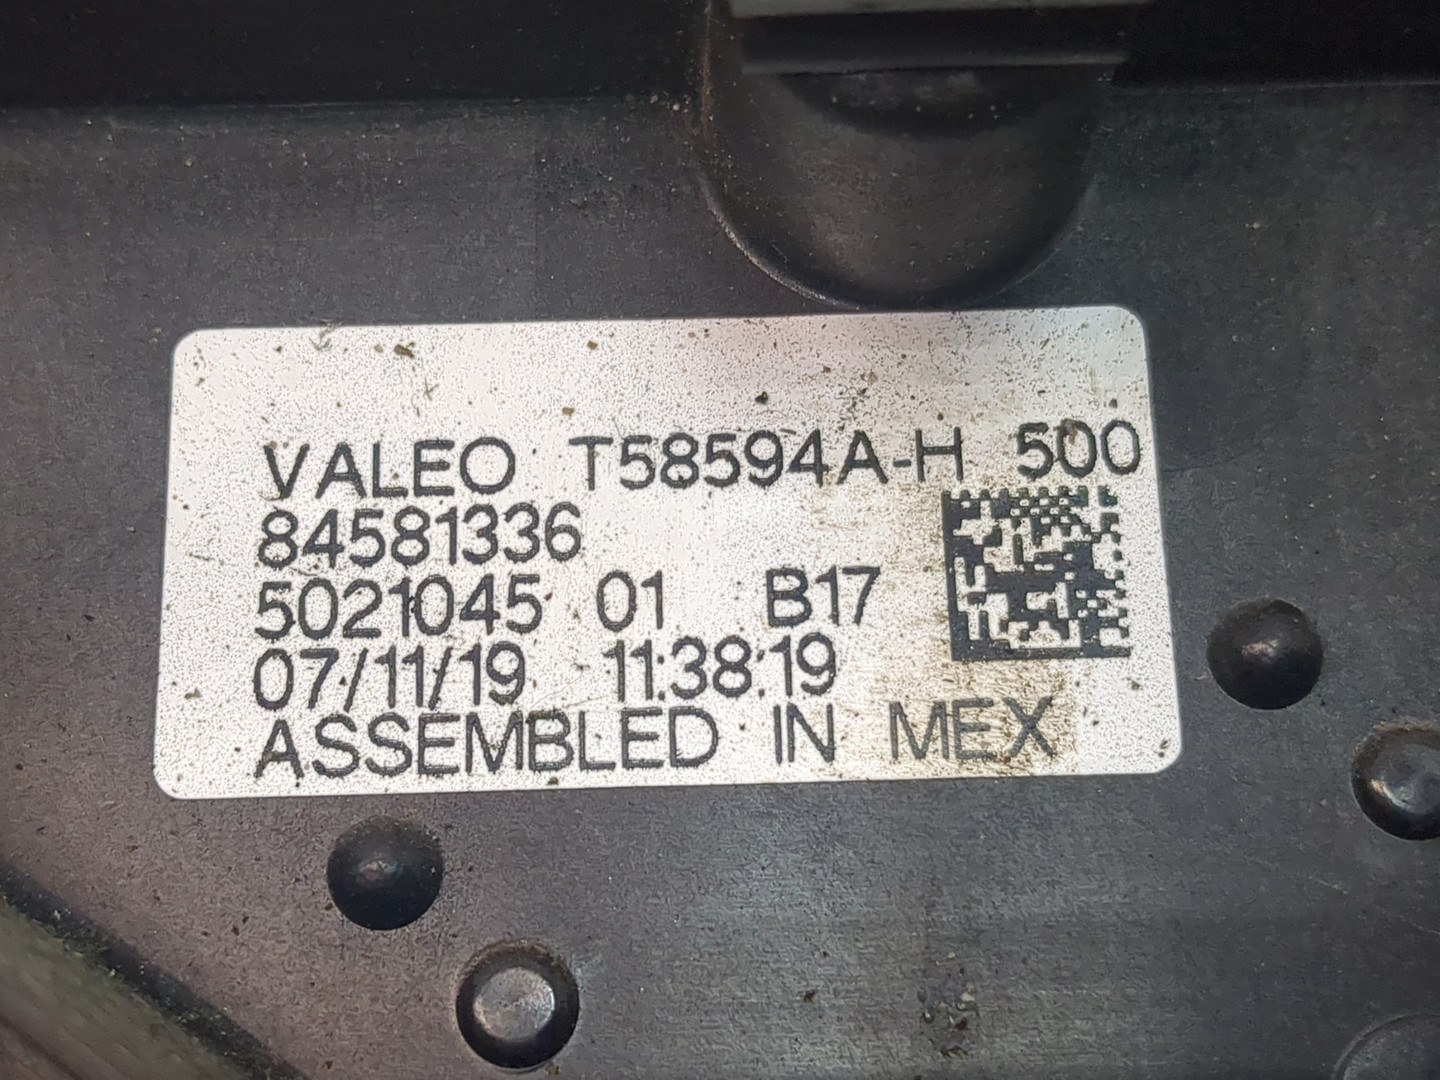 VALEO T58594A-H 500
84581336
5021045 01 B17
07/11/19 11:38:19
ASSEMBLED IN MEX